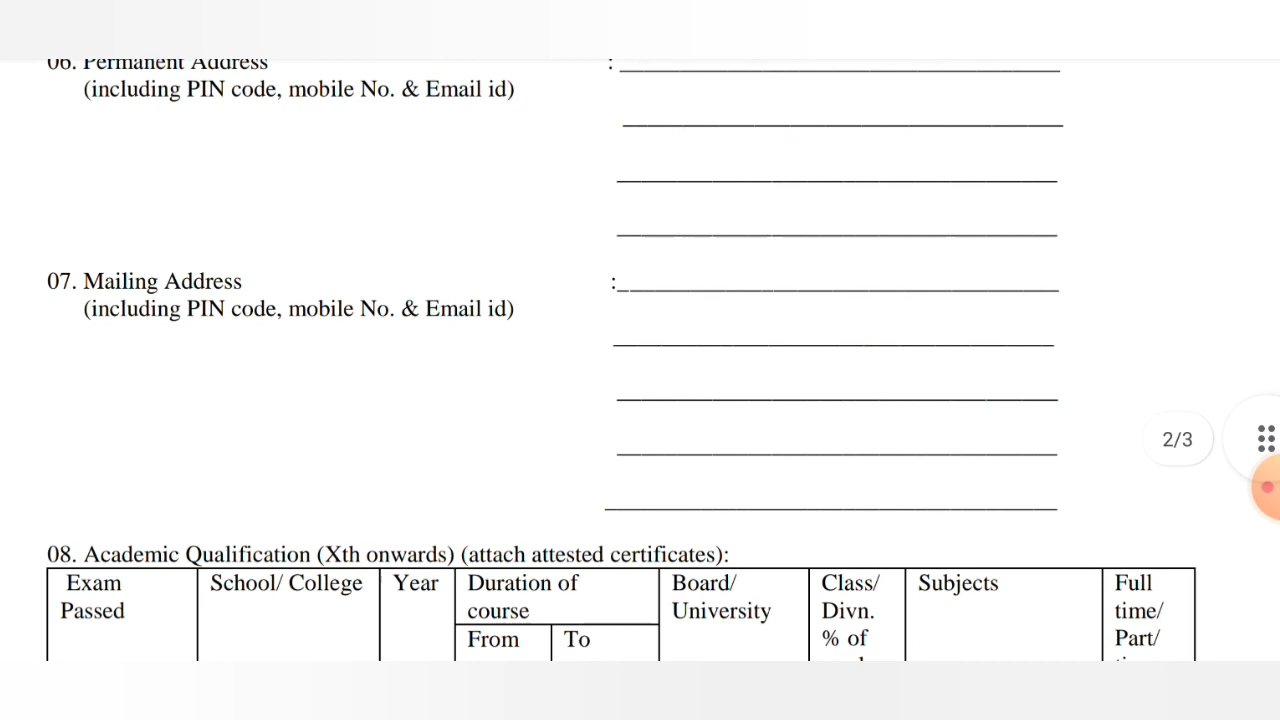 06. Permanent Address :
(including PIN code, mobile No. & Email id)
07. Mailing Address :
(including PIN code, mobile No. & Email id)
2/3
08. Academic Qualification (Xth onwards) (attach attested certificates):
Exam Passed
School/ College
Year
Duration of course
From
To
Board/ University
Class/ Divn. % of
Subjects
Full time/ Part/